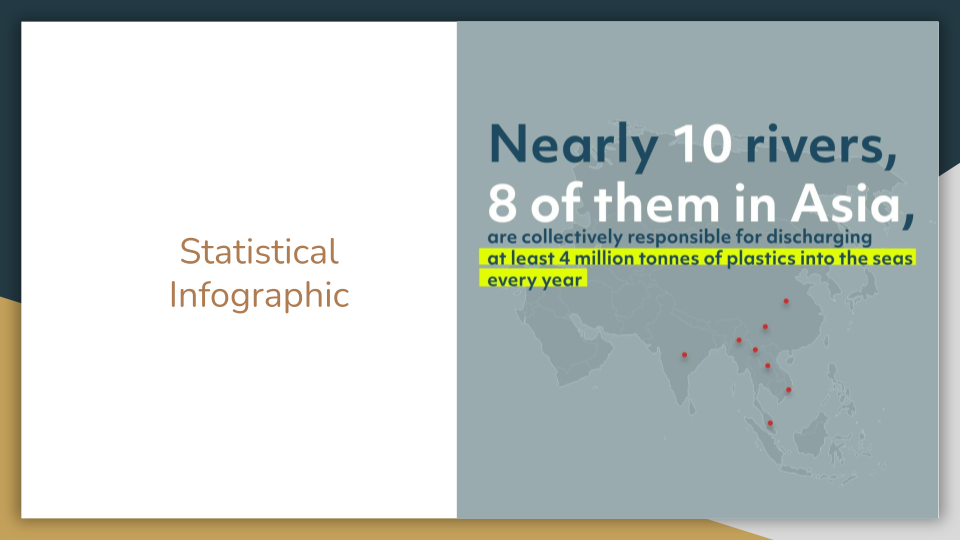 Statistical
Infographic
Nearly 10 rivers,
8 of them in Asia,
are collectively responsible for discharging
at least 4 million tonnes of plastics into the seas
every year